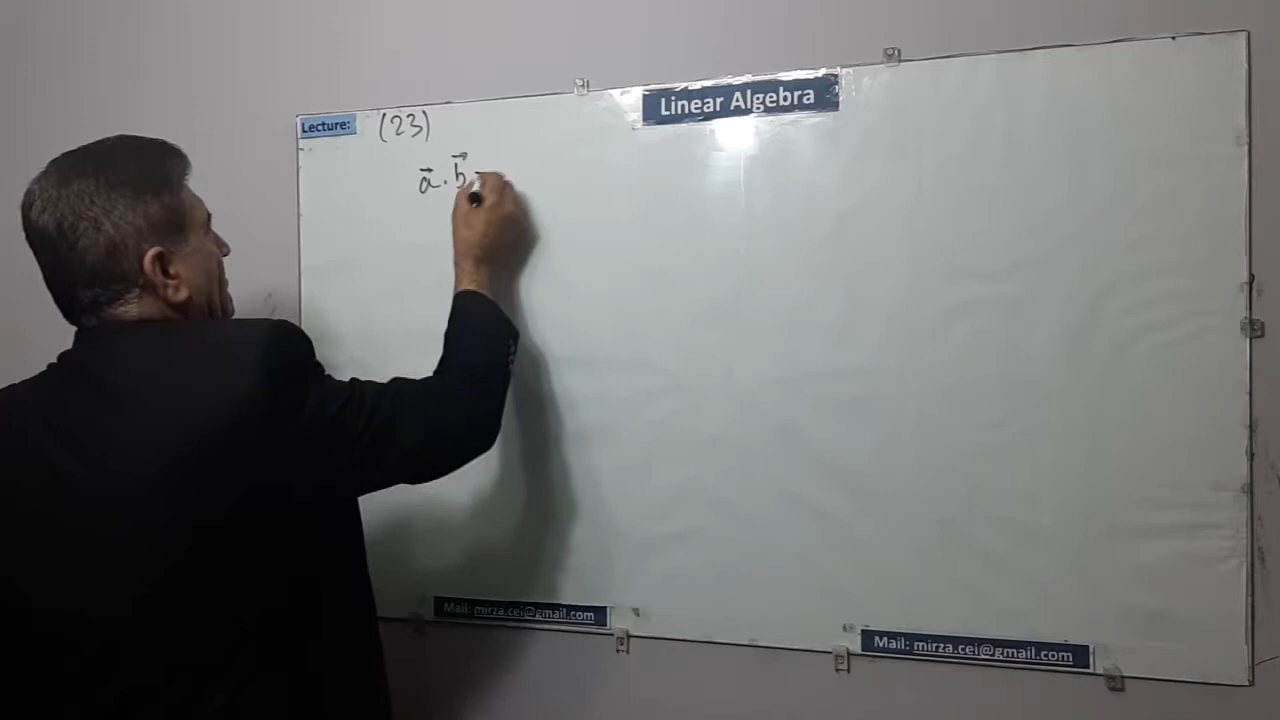 Linear Algebra
Lecture: (23)
a⃗ . b⃗ =
Mail: mirza.cei@gmail.com
Mail: mirza.cei@gmail.com